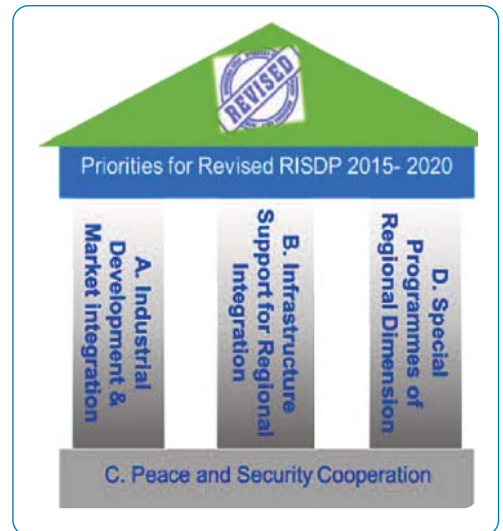 REVISED
Priorities for Revised RISDP 2015- 2020
A. Industrial
Development &
Market integration
B. Infrastructure
Support for Regional
Integration
D. Special
Programmes of
Regional Dimension
C. Peace and Security Cooperation